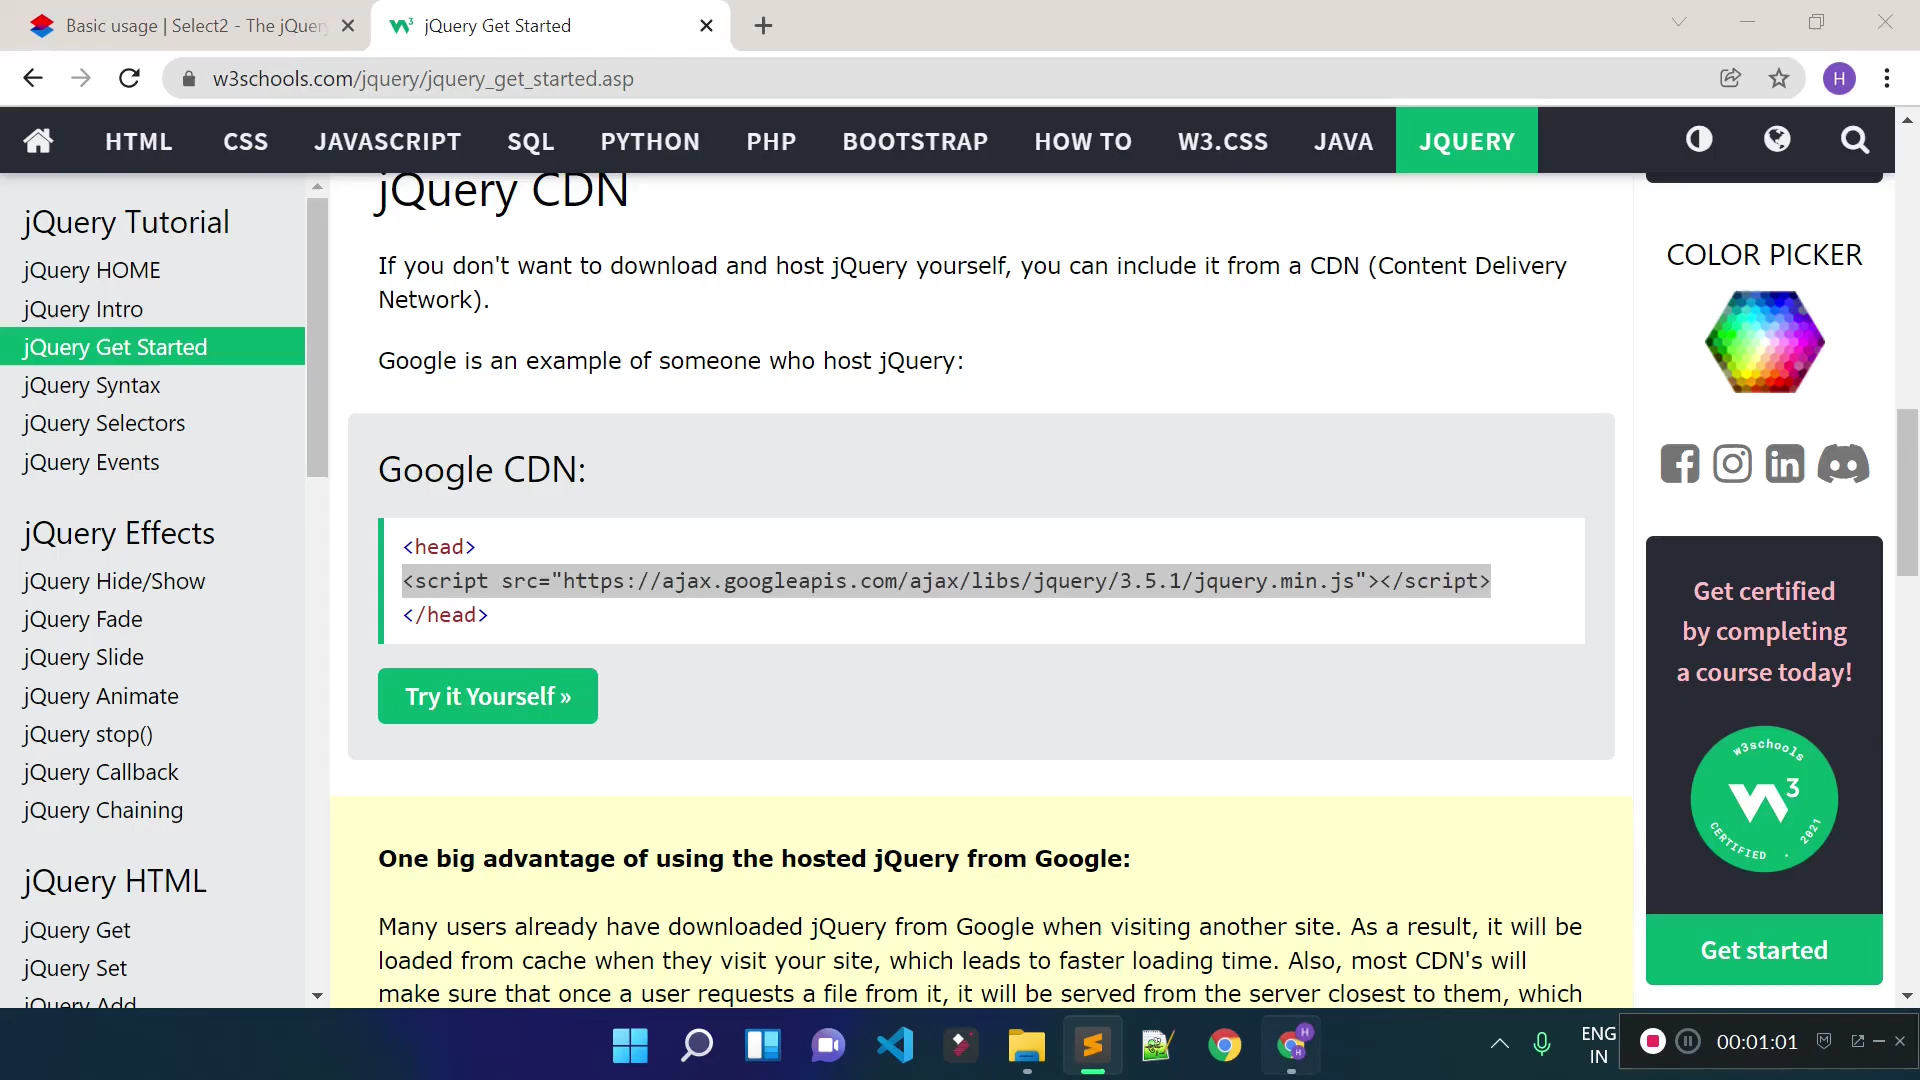 Basic usage | Select2 - The jQuery
jQuery Get Started
w3schools.com/jquery/jquery_get_started.asp
H
HTML CSS JAVASCRIPT SQL PYTHON PHP BOOTSTRAP HOW TO W3.CSS JAVA JQUERY
jQuery Tutorial
jQuery HOME
jQuery Intro
jQuery Get Started
jQuery Syntax
jQuery Selectors
jQuery Events
jQuery Effects
jQuery Hide/Show
jQuery Fade
jQuery Slide
jQuery Animate
jQuery stop()
jQuery Callback
jQuery Chaining
jQuery HTML
jQuery Get
jQuery Set
jQuery Add
jQuery CDN
If you don't want to download and host jQuery yourself, you can include it from a CDN (Content Delivery
Network).
Google is an example of someone who host jQuery:
Google CDN:
<head>
<script src="https://ajax.googleapis.com/ajax/libs/jquery/3.5.1/jquery.min.js"></script>
</head>
Try it Yourself »
One big advantage of using the hosted jQuery from Google:
Many users already have downloaded jQuery from Google when visiting another site. As a result, it will be
loaded from cache when they visit your site, which leads to faster loading time. Also, most CDN's will
make sure that once a user requests a file from it, it will be served from the server closest to them, which
COLOR PICKER
Get certified
by completing
a course today!
w3schools
3
CERTIFIED . 2021
Get started
ENG
IN
00:01:01